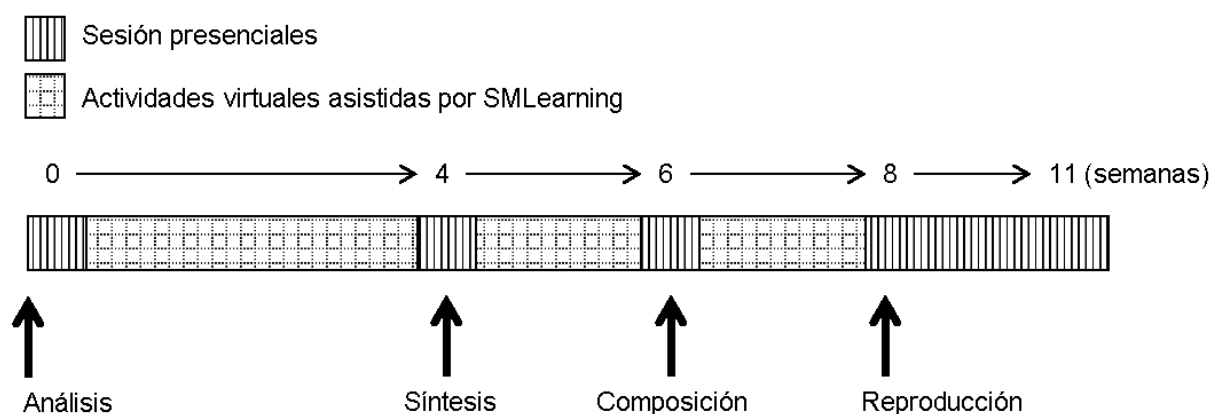 Sesión presenciales
Actividades virtuales asistidas por SMLearning
0 4 6 8 11 (semanas)
Análisis Síntesis Composición Reproducción